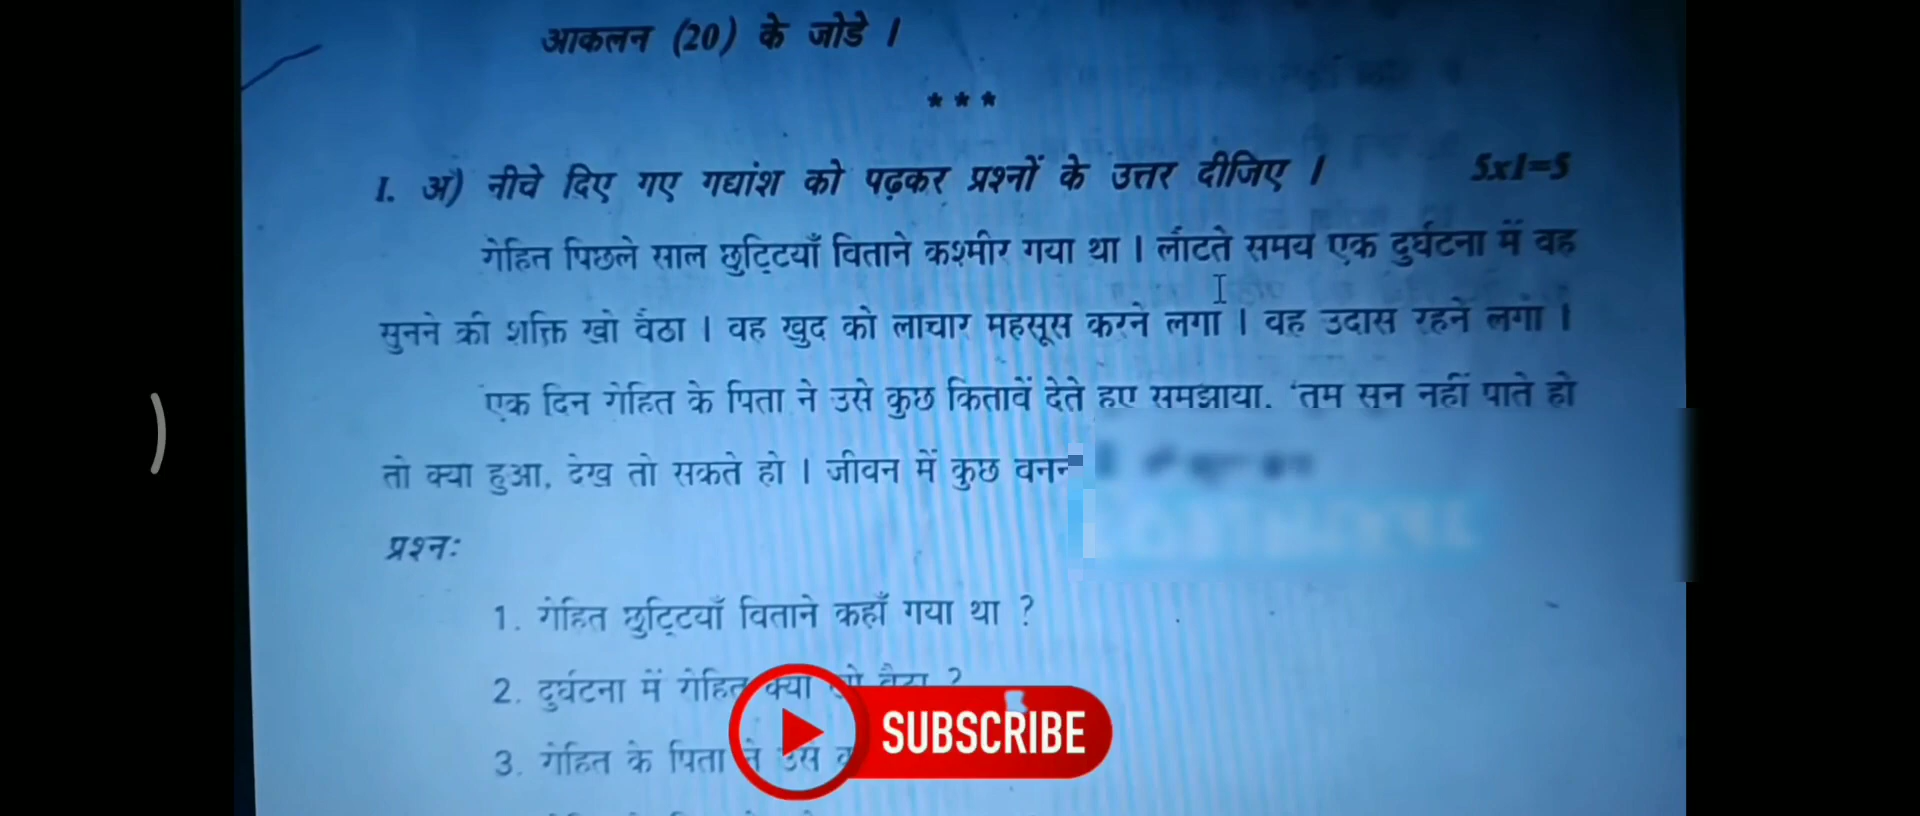 आकलन (20) के जोडे ।
* * *
I. अ) नीचे दिए गए गद्यांश को पढ़कर प्रश्नों के उत्तर दीजिए । 5x1=5
रोहित पिछले साल छुट्टियाँ विताने कश्मीर गया था । लौटते समय एक दुर्घटना में वह
सुनने की शक्ति खो वैठा । वह खुद को लाचार महसूस करने लगा । वह उदास रहने लगा ।
एक दिन रोहित के पिता ने उसे कुछ कितावें देते हुए समझाया, 'तुम सुन नहीं पाते हो
तो क्या हुआ, देख तो सकते हो । जीवन में कुछ
प्रश्न:
1. रोहित छुट्टियाँ विताने कहाँ गया था ?
2. दुर्घटना में रोहित क्या खो वैठा ?
3. रोहित के पिता ने उसे
SUBSCRIBE